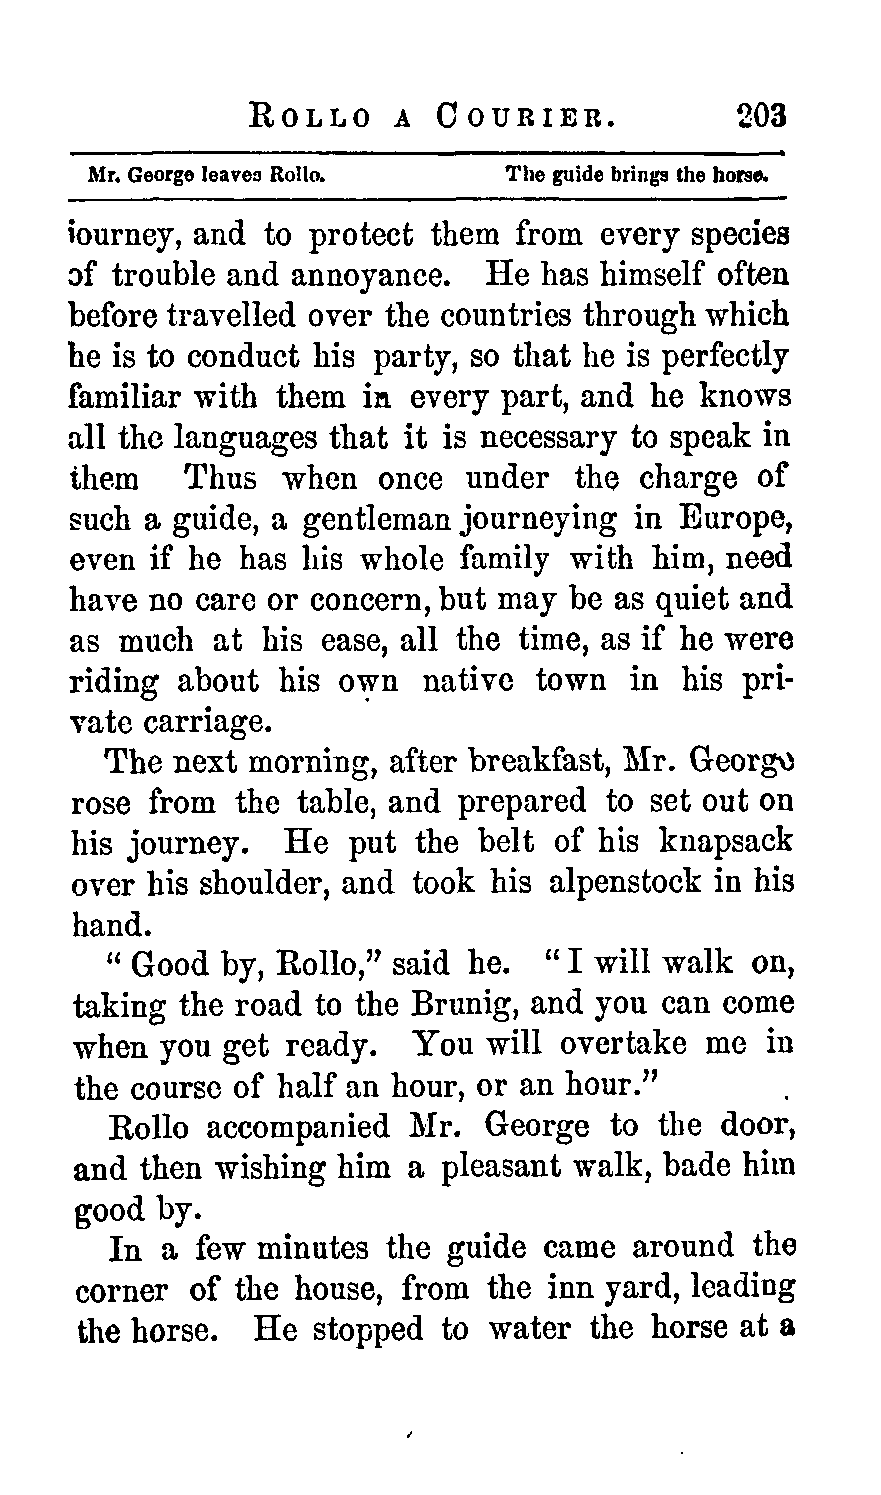 ROLLO A COURIER. 203
Mr. George leaves Rollo. The guide brings the horse.
journey, and to protect them from every species
of trouble and annoyance. He has himself often
before travelled over the countries through which
he is to conduct his party, so that he is perfectly
familiar with them in every part, and he knows
all the languages that it is necessary to speak in
them Thus when once under the charge of
such a guide, a gentleman journeying in Europe,
even if he has his whole family with him, need
have no care or concern, but may be as quiet and
as much at his ease, all the time, as if he were
riding about his own native town in his pri-
vate carriage.
The next morning, after breakfast, Mr. George
rose from the table, and prepared to set out on
his journey. He put the belt of his knapsack
over his shoulder, and took his alpenstock in his
hand.
" Good by, Rollo," said he. " I will walk on,
taking the road to the Brunig, and you can come
when you get ready. You will overtake me in
the course of half an hour, or an hour."
Rollo accompanied Mr. George to the door,
and then wishing him a pleasant walk, bade him
good by.
In a few minutes the guide came around the
corner of the house, from the inn yard, leading
the horse. He stopped to water the horse at a